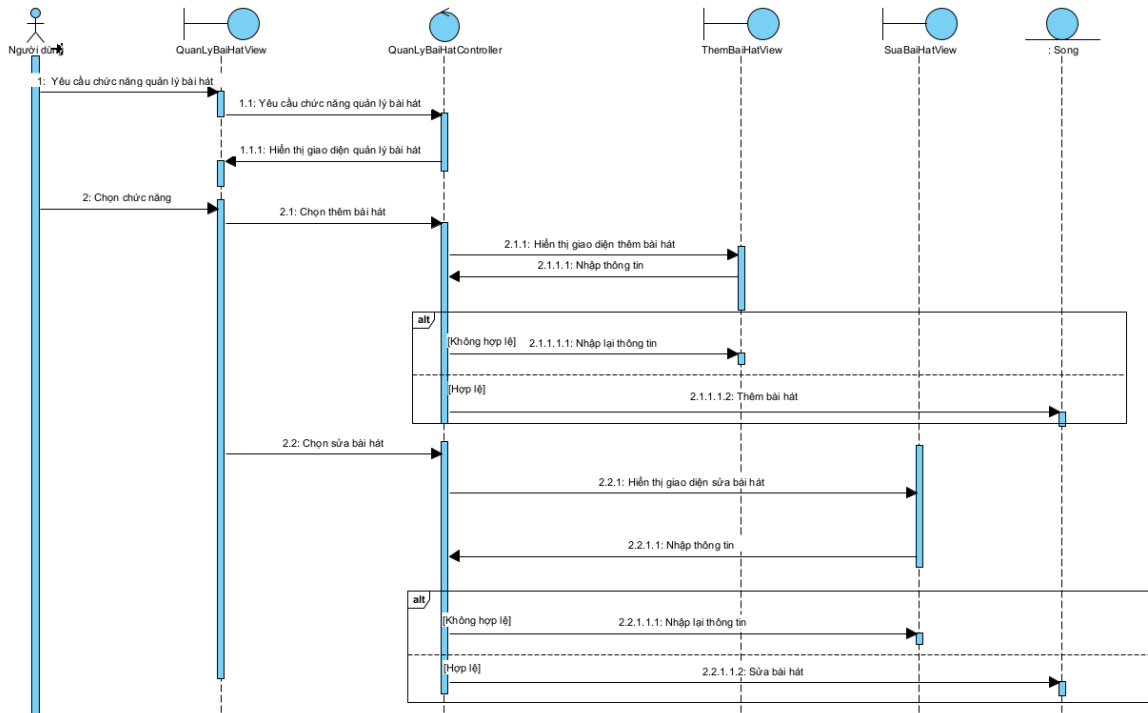 Người dùng
QuanLyBaiHatView
QuanLyBaiHatController
ThemBaiHatView
SuaBaiHatView
: Song
1: Yêu cầu chức năng quản lý bài hát
1.1: Yêu cầu chức năng quản lý bài hát
1.1.1: Hiển thị giao diện quản lý bài hát
2: Chọn chức năng
2.1: Chọn thêm bài hát
2.1.1: Hiển thị giao diện thêm bài hát
2.1.1.1: Nhập thông tin
alt
[Không hợp lệ]
2.1.1.1.1: Nhập lại thông tin
[Hợp lệ]
2.1.1.1.2: Thêm bài hát
2.2: Chọn sửa bài hát
2.2.1: Hiển thị giao diện sửa bài hát
2.2.1.1: Nhập thông tin
alt
[Không hợp lệ]
2.2.1.1.1: Nhập lại thông tin
[Hợp lệ]
2.2.1.1.2: Sửa bài hát